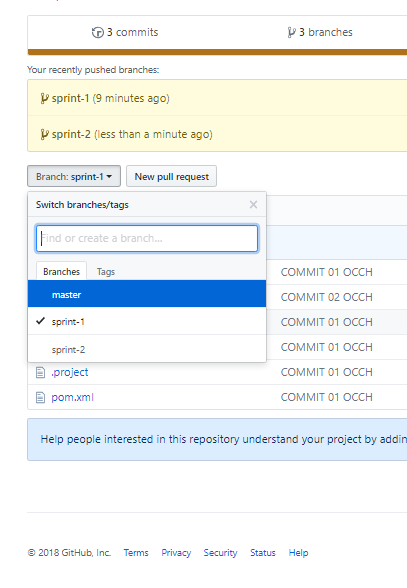 3 commits 3 branches
Your recently pushed branches:
sprint-1 (9 minutes ago)
sprint-2 (less than a minute ago)
Branch: sprint-1 New pull request
Switch branches/tags
Find or create a branch...
Branches Tags
COMMIT 01 OCCH
master
COMMIT 02 OCCH
sprint-1 COMMIT 01 OCCH
sprint-2 COMMIT 01 OCCH
.project COMMIT 01 OCCH
pom.xml COMMIT 01 OCCH
Help people interested in this repository understand your project by addin
© 2018 GitHub, Inc. Terms Privacy Security Status Help